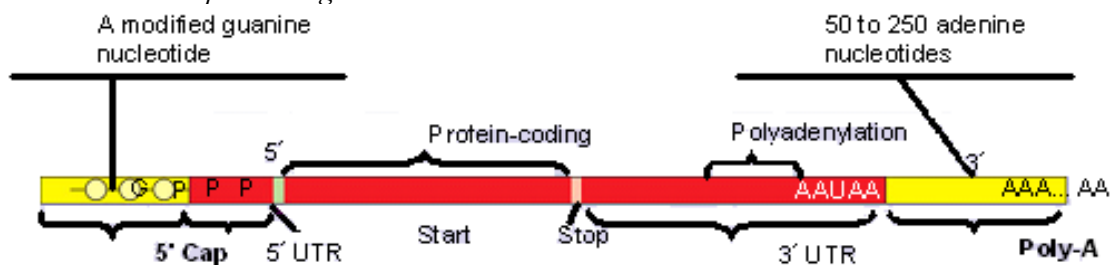 A modified guanine
nucleotide
50 to 250 adenine
nucleotides
Protein-coding
Polyadenylation
5´
3´
G P P P
AAUAA
AAA... AA
5' Cap
5´ UTR
Start
Stop
3´ UTR
Poly-A